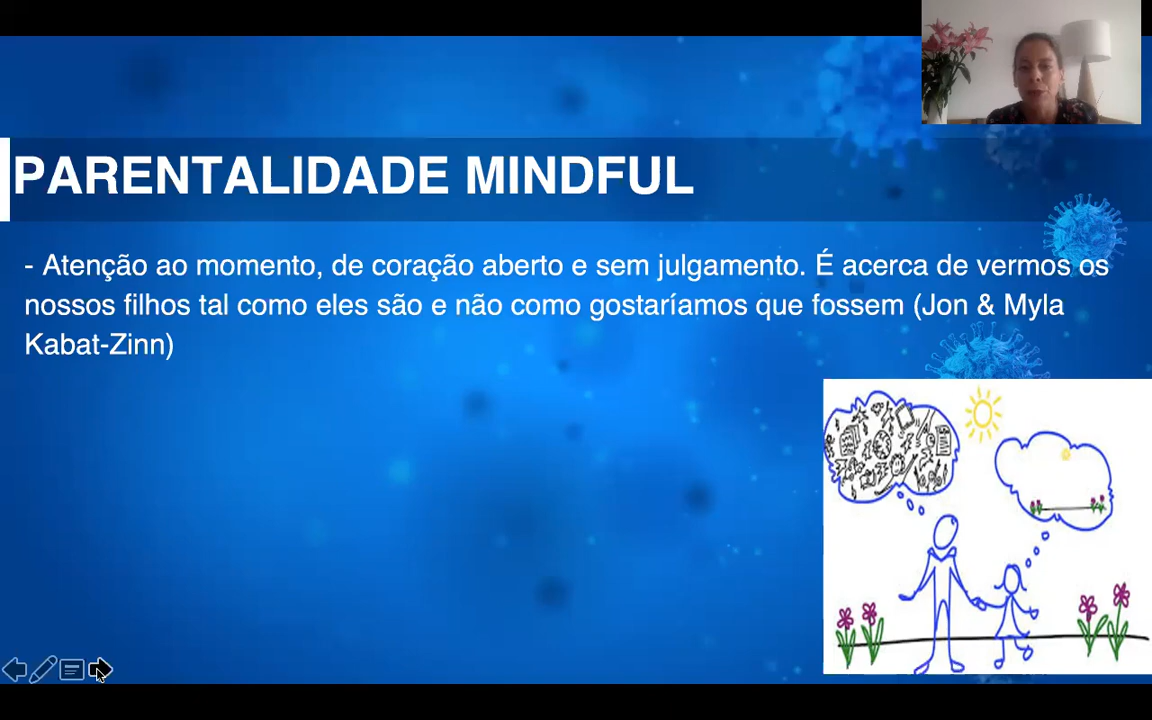 PARENTALIDADE MINDFUL
- Atenção ao momento, de coração aberto e sem julgamento. É acerca de vermos os
nossos filhos tal como eles são e não como gostaríamos que fossem (Jon & Myla
Kabat-Zinn)